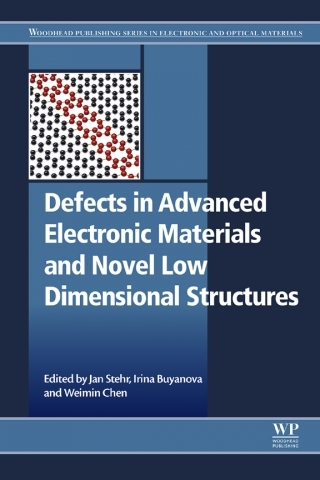 WOODHEAD PUBLISHING SERIES IN ELECTRONIC AND OPTICAL MATERIALS
Defects in Advanced
Electronic Materials
and Novel Low
Dimensional Structures
Edited by Jan Stehr, Irina Buyanova
and Weimin Chen
WP
WOODHEAD
PUBLISHING